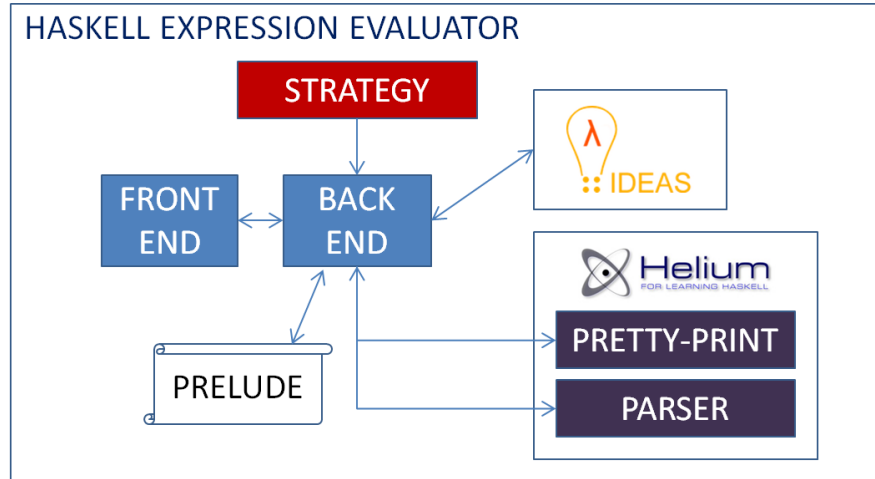 HASKELL EXPRESSION EVALUATOR
STRATEGY
λ
:: IDEAS
FRONT
END
BACK
END
Helium
FOR LEARNING HASKELL
PRETTY-PRINT
PRELUDE
PARSER